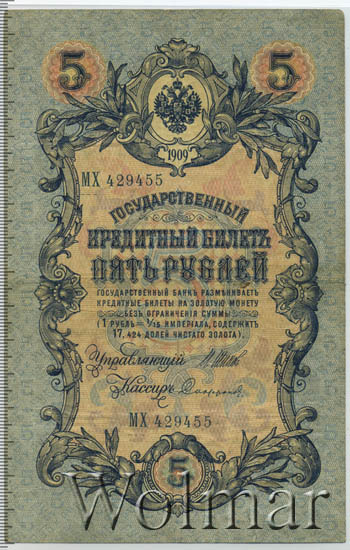 5 5
1909
МХ 429455
ГОСУДАРСТВЕННЫЙ
КРЕДИТНЫЙ БИЛЕТЪ
ПЯТЬ РУБЛЕЙ
ГОСУДАРСТВЕННЫЙ БАНКЪ РАЗМѢНИВАЕТЪ
КРЕДИТНЫЕ БИЛЕТЫ НА ЗОЛОТУЮ МОНЕТУ
БЕЗЪ ОГРАНИЧЕНІЯ СУММЫ
(1 РУБЛЬ = 1/15 ИМПЕРІАЛА, СОДЕРЖИТЪ
17,424 ДОЛЕЙ ЧИСТАГО ЗОЛОТА).
Управляющій
Кассиръ
МХ 429455
5
Wolmar